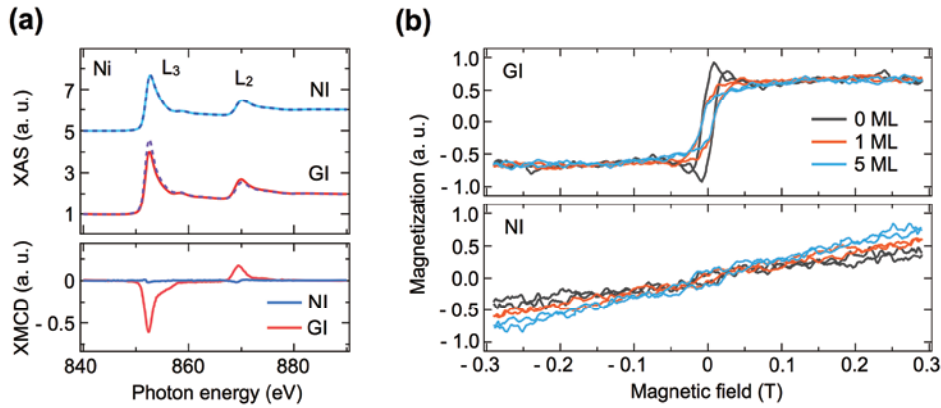 (a)
Ni
L3
L2
NI
GI
7
5
3
1
XAS (a. u.)
0
- 0.5
XMCD (a. u.)
NI
GI
840
860
880
Photon energy (eV)
(b)
GI
1.0
0.5
0.0
- 0.5
- 1.0
0 ML
1 ML
5 ML
Magnetization (a. u.)
NI
1.0
0.5
0.0
- 0.5
- 1.0
- 0.3
- 0.2
- 0.1
0
0.1
0.2
0.3
Magnetic field (T)